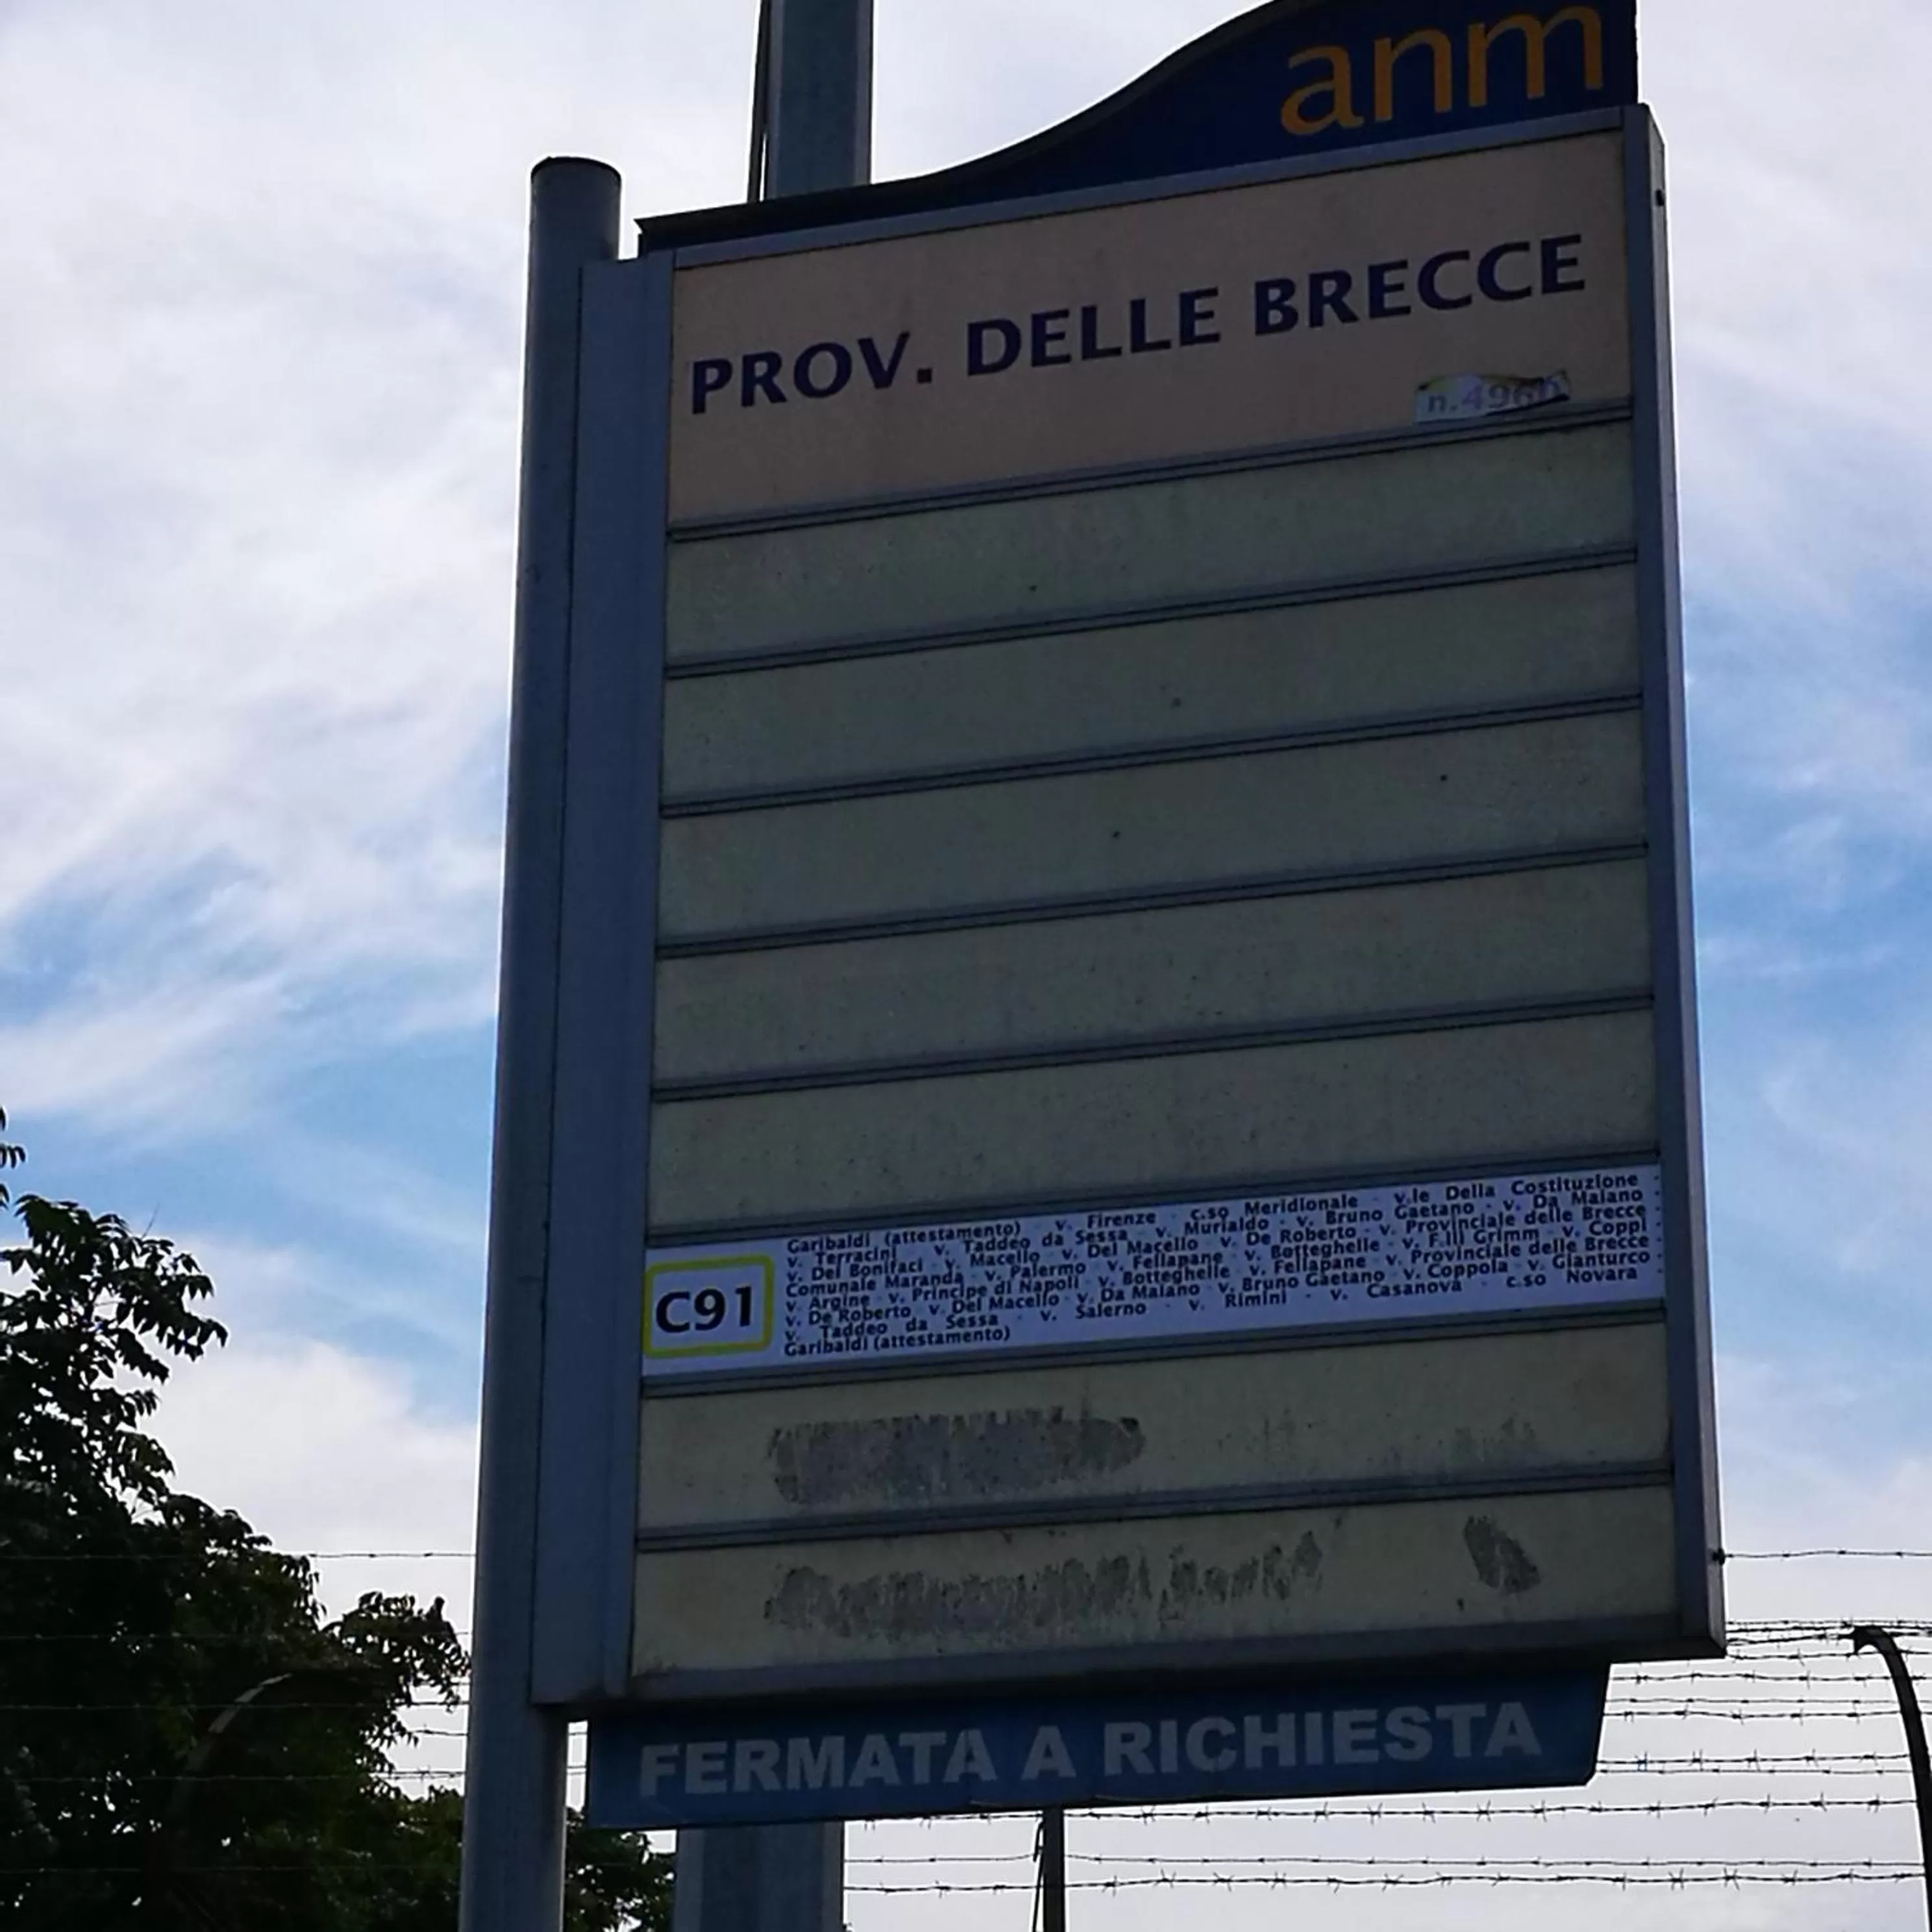 anm
PROV. DELLE BRECCE
Garibaldi (attestamento) - v. Firenze - c.so Meridionale - v.le Della Costituzione -
v. Terracini - v. Taddeo da Sessa - v. Murialdo - v. Bruno Gaetano - v. Da Maiano -
v. Del Bonifaci - v. Macello - v. Del Macello - v. De Roberto - v. Provinciale delle Brecce -
Comunale Maranda - v. Palermo - v. Fellapane - v. Botteghelle - v. F.lli Grimm - v. Coppi -
v. Argine - v. Principe di Napoli - v. Botteghelle - v. Fellapane - v. Provinciale delle Brecce -
v. De Roberto - v. Del Macello - v. Da Maiano - v. Bruno Gaetano - v. Coppola - v. Gianturco -
v. Taddeo da Sessa - v. Salerno - v. Rimini - v. Casanova - c.so Novara -
Garibaldi (attestamento)
C91
FERMATA A RICHIESTA